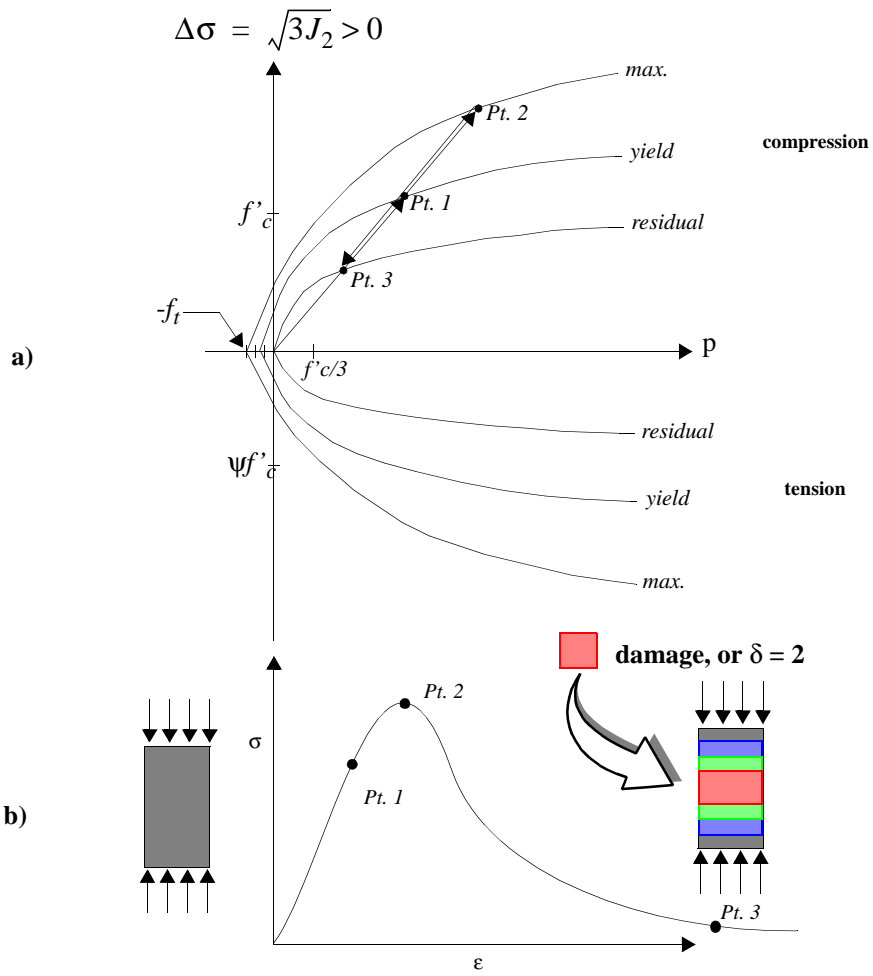 Δσ = √3J₂ > 0
max.
Pt. 2
compression
yield
Pt. 1
f'c
residual
Pt. 3
-fₜ
p
a)
f'c/3
residual
ψf'c
tension
yield
max.
damage, or δ = 2
Pt. 2
σ
Pt. 1
b)
Pt. 3
ε